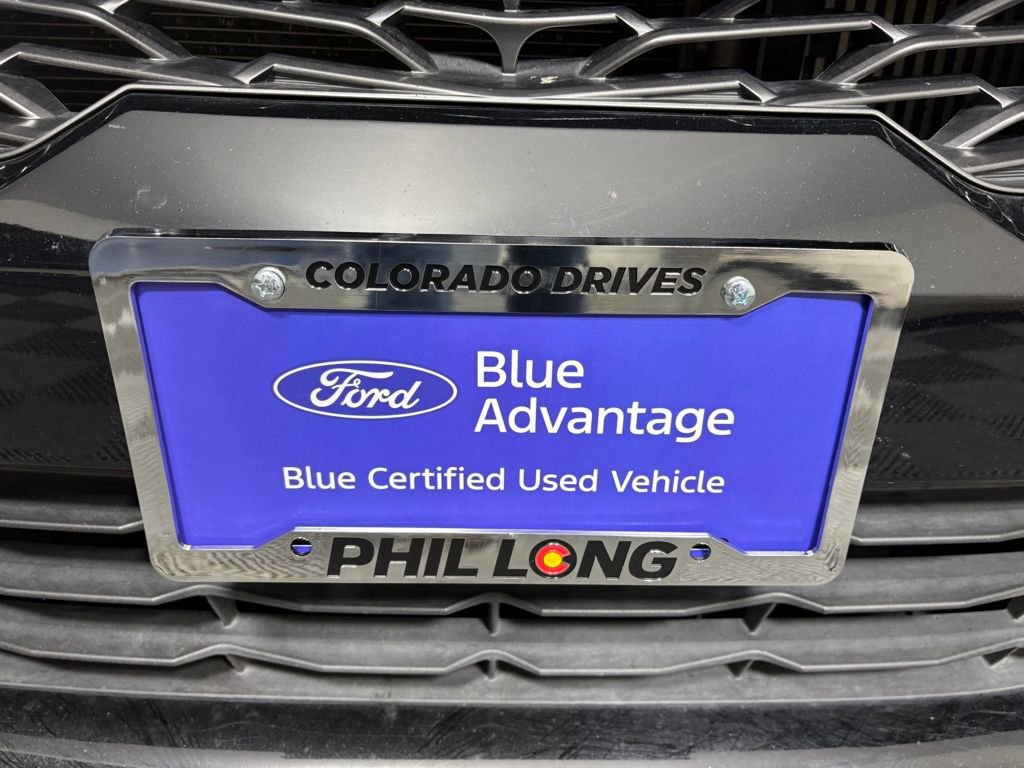 COLORADO DRIVES
Ford
Blue
Advantage
Blue Certified Used Vehicle
PHIL LONG